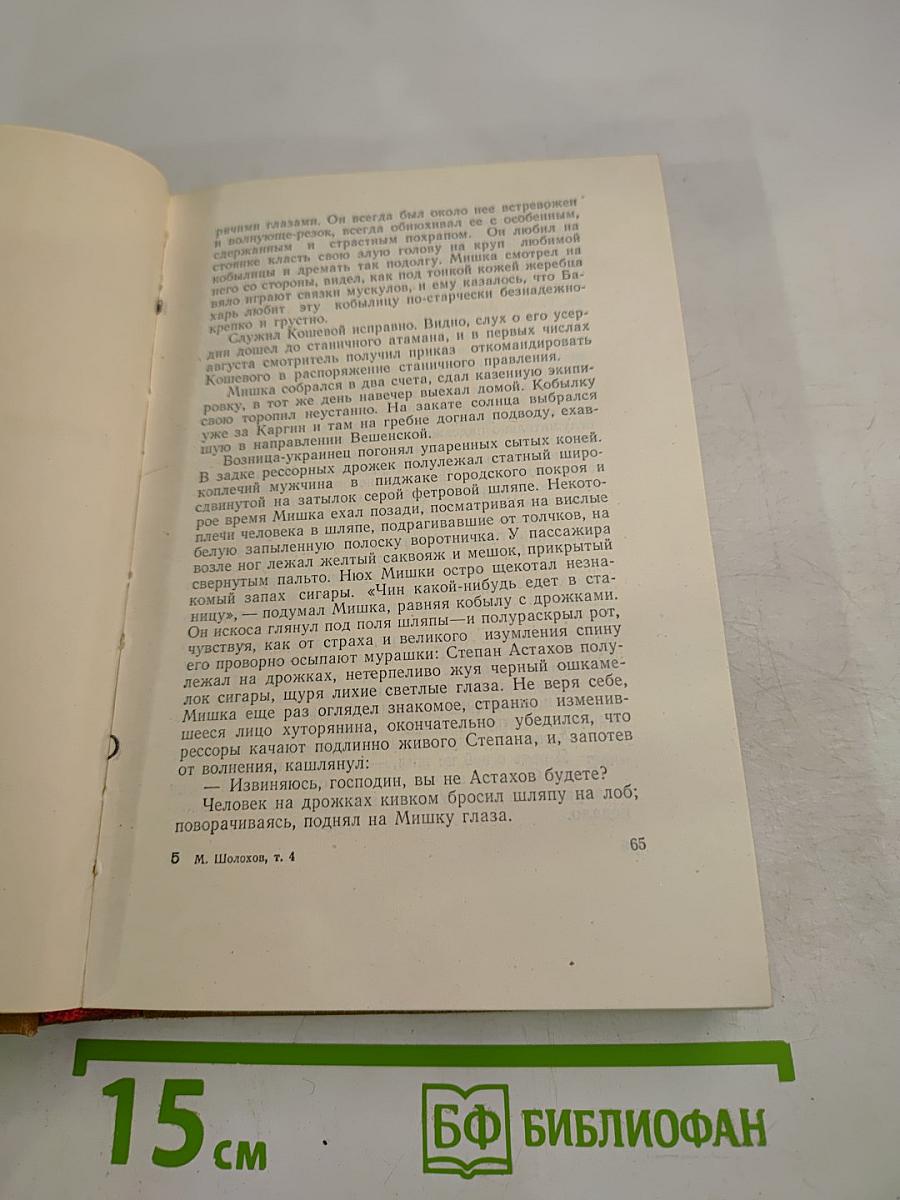 рячими глазами. Он всегда был около нее встревожен
и волнующе-резок, всегда обнюхивал ее с особенным,
сдержанным и страстным похрапом. Он любил на
стоянке класть свою злую голову на круп любимой
кобылицы и дремать так подолгу. Мишка смотрел на
него со стороны, видел, как под тонкой кожей жеребца
вяло играют связки мускулов, и ему казалось, что Ба-
харь любит эту кобылицу по-старчески безнадежно-
крепко и грустно.
Служил Кошевой исправно. Видно, слух о его усер-
дии дошел до станичного атамана, и в первых числах
августа смотритель получил приказ откомандировать
Кошевого в распоряжение станичного правления.
Мишка собрался в два счета, сдал казенную экипи-
ровку, в тот же день навечер выехал домой. Кобылку
свою торопил неустанно. На закате солнца выбрался
уже за Каргин и там на гребне догнал подводу, ехав-
шую в направлении Вешенской.
Возница-украинец погонял упаренных сытых коней.
В задке рессорных дрожек полулежал статный широ-
коплечий мужчина в пиджаке городского покроя и
сдвинутой на затылок серой фетровой шляпе. Некото-
рое время Мишка ехал позади, посматривая на вислые
плечи человека в шляпе, подрагивавшие от толчков, на
белую запыленную полоску воротничка. У пассажира
возле ног лежал желтый саквояж и мешок, прикрытый
свернутым пальто. Нюх Мишки остро щекотал незна-
комый запах сигары. «Чин какой-нибудь едет в ста-
ницу», — подумал Мишка, равняя кобылу с дрожками.
Он искоса глянул под поля шляпы—и полураскрыл рот,
чувствуя, как от страха и великого изумления спину
его проворно осыпают мурашки: Степан Астахов полу-
лежал на дрожках, нетерпеливо жуя черный ошкаме-
лок сигары, щуря лихие светлые глаза. Не веря себе,
Мишка еще раз оглядел знакомое, странно изменив-
шееся лицо хуторянина, окончательно убедился, что
рессоры качают подлинно живого Степана, и, запотев
от волнения, кашлянул:
— Извиняюсь, господин, вы не Астахов будете?
Человек на дрожках кивком бросил шляпу на лоб;
поворачиваясь, поднял на Мишку глаза.
5 М. Шолохов, т. 4
65
15 см
БФ БИБЛИОФАН